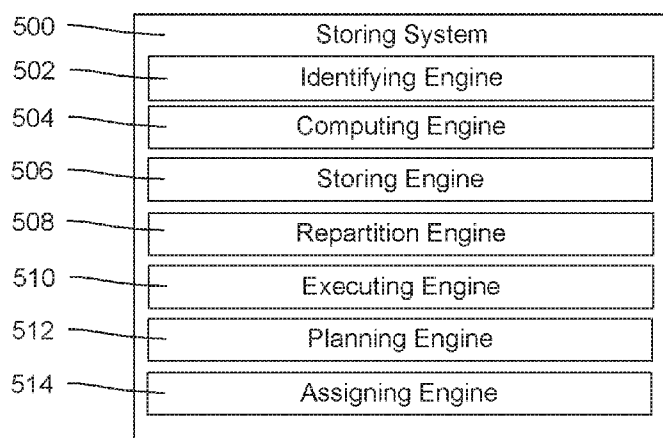 500 Storing System
502 Identifying Engine
504 Computing Engine
506 Storing Engine
508 Repartition Engine
510 Executing Engine
512 Planning Engine
514 Assigning Engine